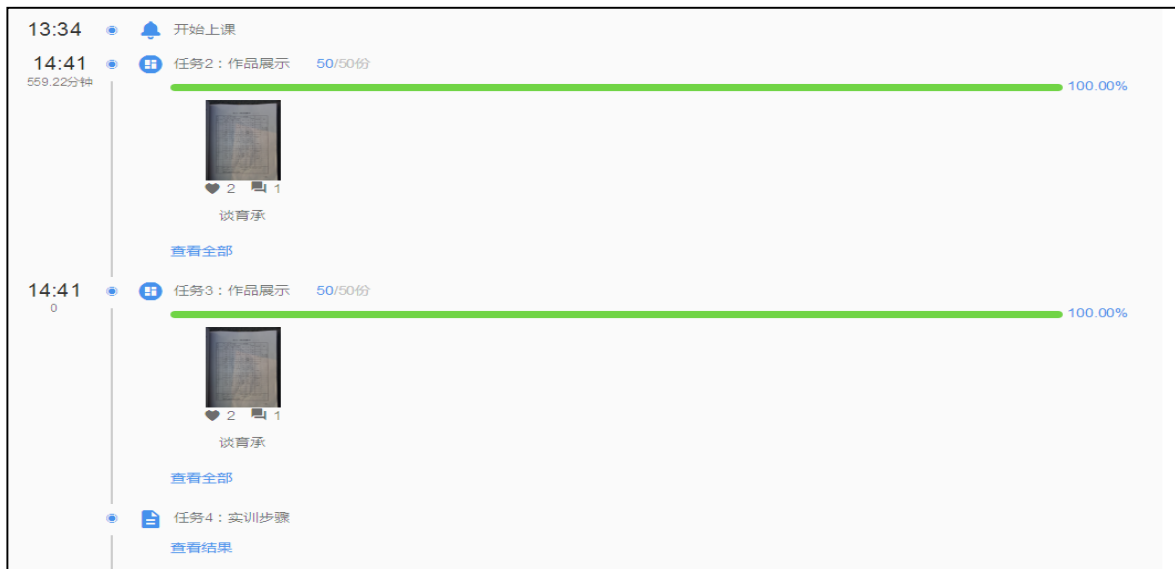 13:34 开始上课
14:41 任务2：作品展示 50/50份
559.22分钟
100.00%
2 1
谈育承
查看全部
14:41 任务3：作品展示 50/50份
0
100.00%
2 1
谈育承
查看全部
任务4：实训步骤
查看结果